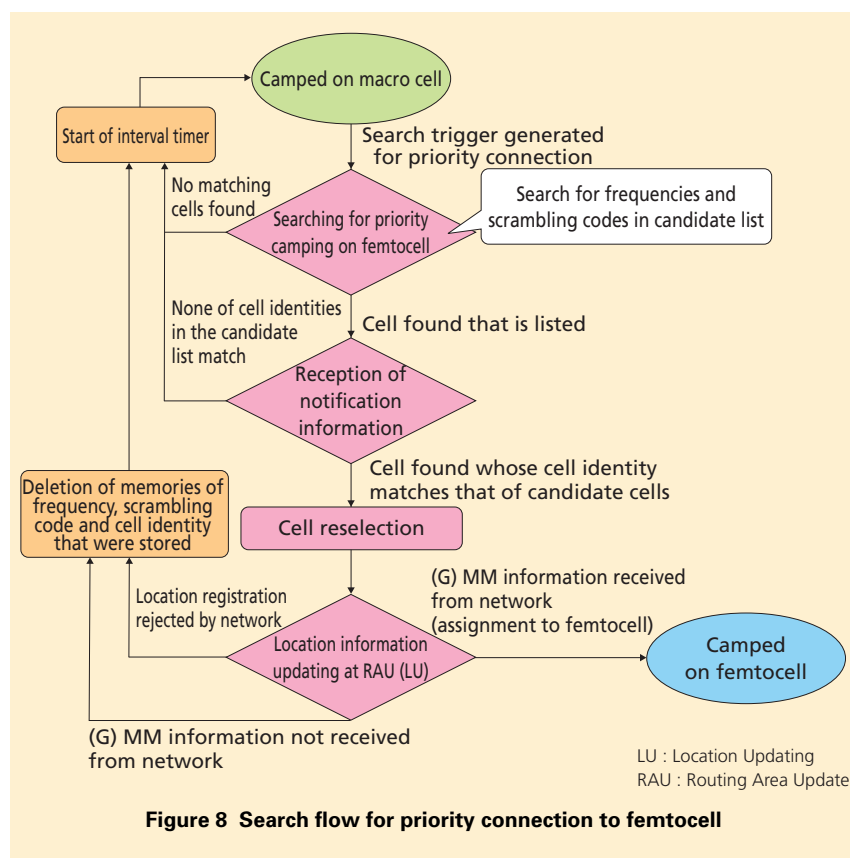 Camped on macro cell
Start of interval timer
Search trigger generated
for priority connection
No matching
cells found
Searching for priority
camping on femtocell
Search for frequencies and
scrambling codes in candidate list
None of cell identities
in the candidate
list match
Cell found that is listed
Reception of
notification
information
Cell found whose cell identity
matches that of candidate cells
Deletion of memories of
frequency, scrambling
code and cell identity
that were stored
Cell reselection
Location registration
rejected by network
(G) MM information received
from network
(assignment to femtocell)
Location information
updating at RAU (LU)
Camped
on femtocell
(G) MM information not received
from network
LU : Location Updating
RAU : Routing Area Update
Figure 8 Search flow for priority connection to femtocell